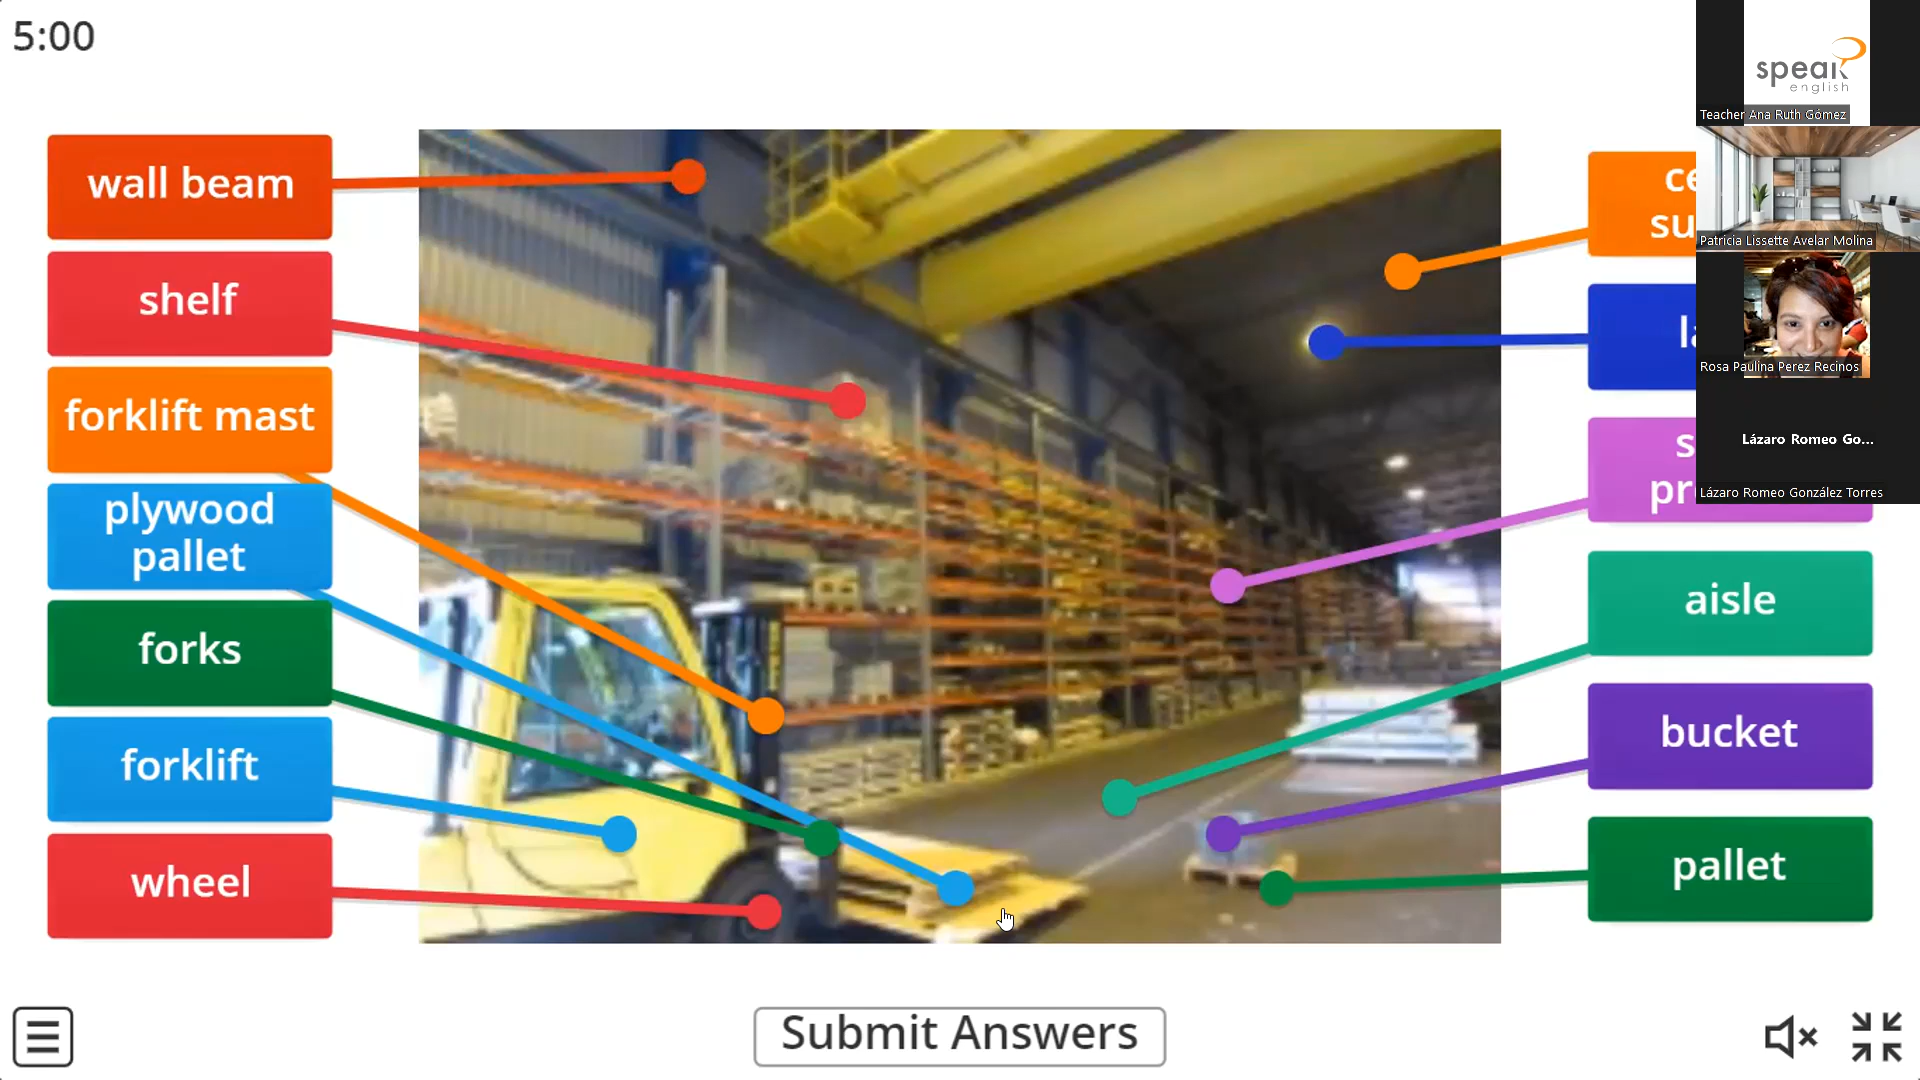 5:00
wall beam
shelf
forklift mast
plywood
pallet
forks
forklift
wheel
aisle
bucket
pallet
Submit Answers
speak
english
Teacher Ana Ruth Gómez
Patricia Lissette Avelar Molina
Rosa Paulina Perez Recinos
Lázaro Romeo Go...
Lázaro Romeo González Torres